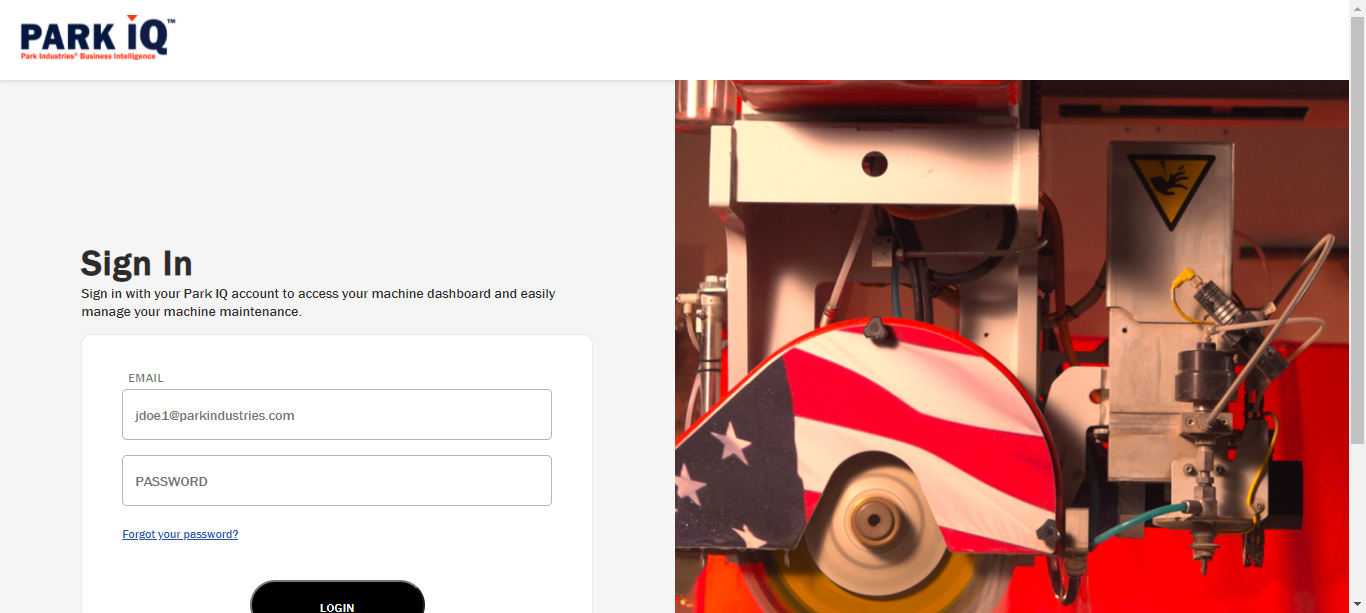 PARK iQ™
Park Industries® Business Intelligence
Sign In
Sign in with your Park IQ account to access your machine dashboard and easily
manage your machine maintenance.
EMAIL
jdoe1@parkindustries.com
PASSWORD
Forgot your password?
LOGIN